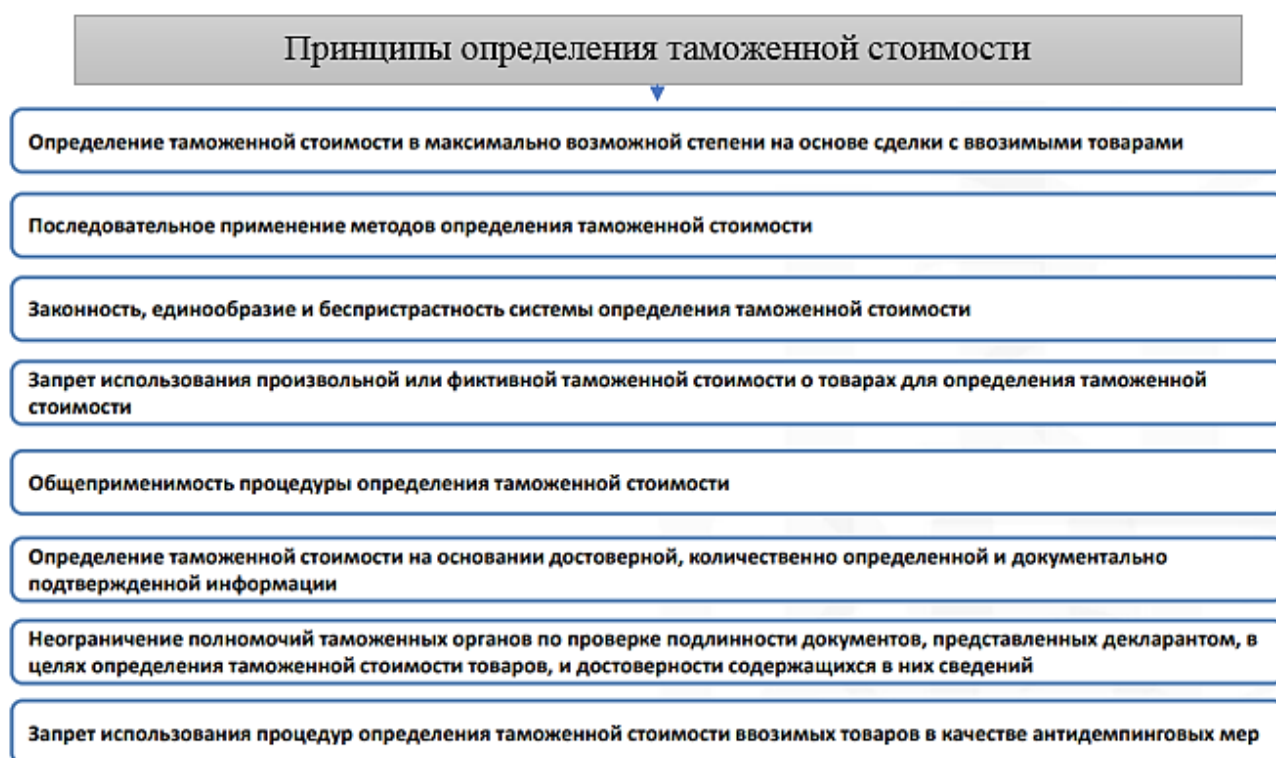 Принципы определения таможенной стоимости
Определение таможенной стоимости в максимально возможной степени на основе сделки с ввозимыми товарами
Последовательное применение методов определения таможенной стоимости
Законность, единообразие и беспристрастность системы определения таможенной стоимости
Запрет использования произвольной или фиктивной таможенной стоимости о товарах для определения таможенной
стоимости
Общеприменимость процедуры определения таможенной стоимости
Определение таможенной стоимости на основании достоверной, количественно определенной и документально
подтвержденной информации
Неограничение полномочий таможенных органов по проверке подлинности документов, представленных декларантом, в
целях определения таможенной стоимости товаров, и достоверности содержащихся в них сведений
Запрет использования процедур определения таможенной стоимости ввозимых товаров в качестве антидемпинговых мер